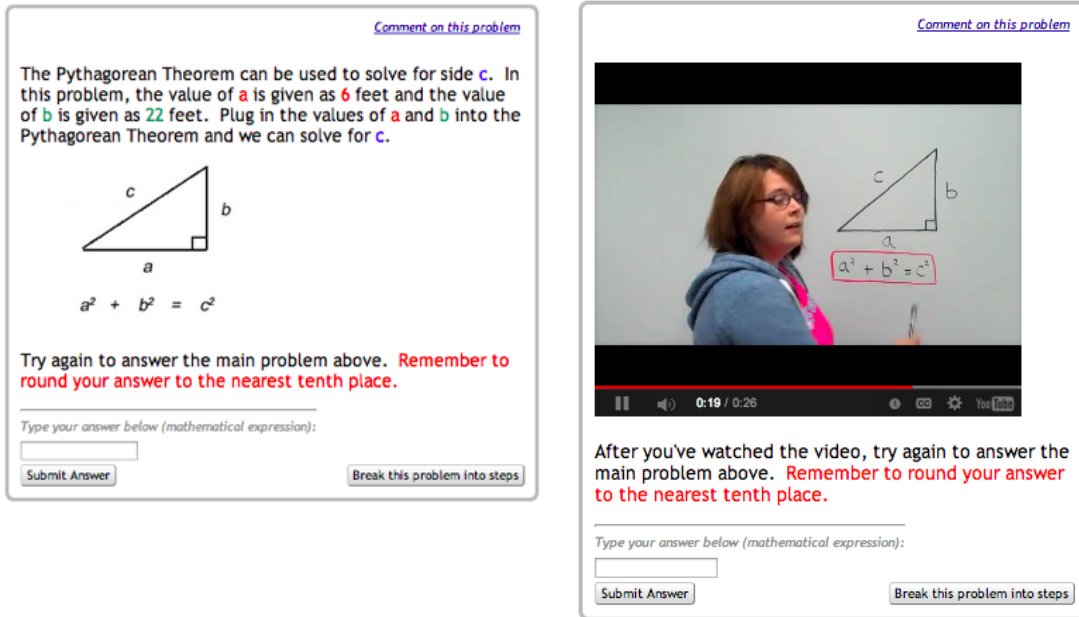 Comment on this problem
The Pythagorean Theorem can be used to solve for side c. In
this problem, the value of a is given as 6 feet and the value
of b is given as 22 feet. Plug in the values of a and b into the
Pythagorean Theorem and we can solve for c.
c
b
a
a² + b² = c²
Try again to answer the main problem above. Remember to
round your answer to the nearest tenth place.
Type your answer below (mathematical expression):
Submit Answer
Break this problem into steps
Comment on this problem
c
b
a
a² + b² = c²
0:19 / 0:26
CC
YouTube
After you've watched the video, try again to answer the
main problem above. Remember to round your answer
to the nearest tenth place.
Type your answer below (mathematical expression):
Submit Answer
Break this problem into steps